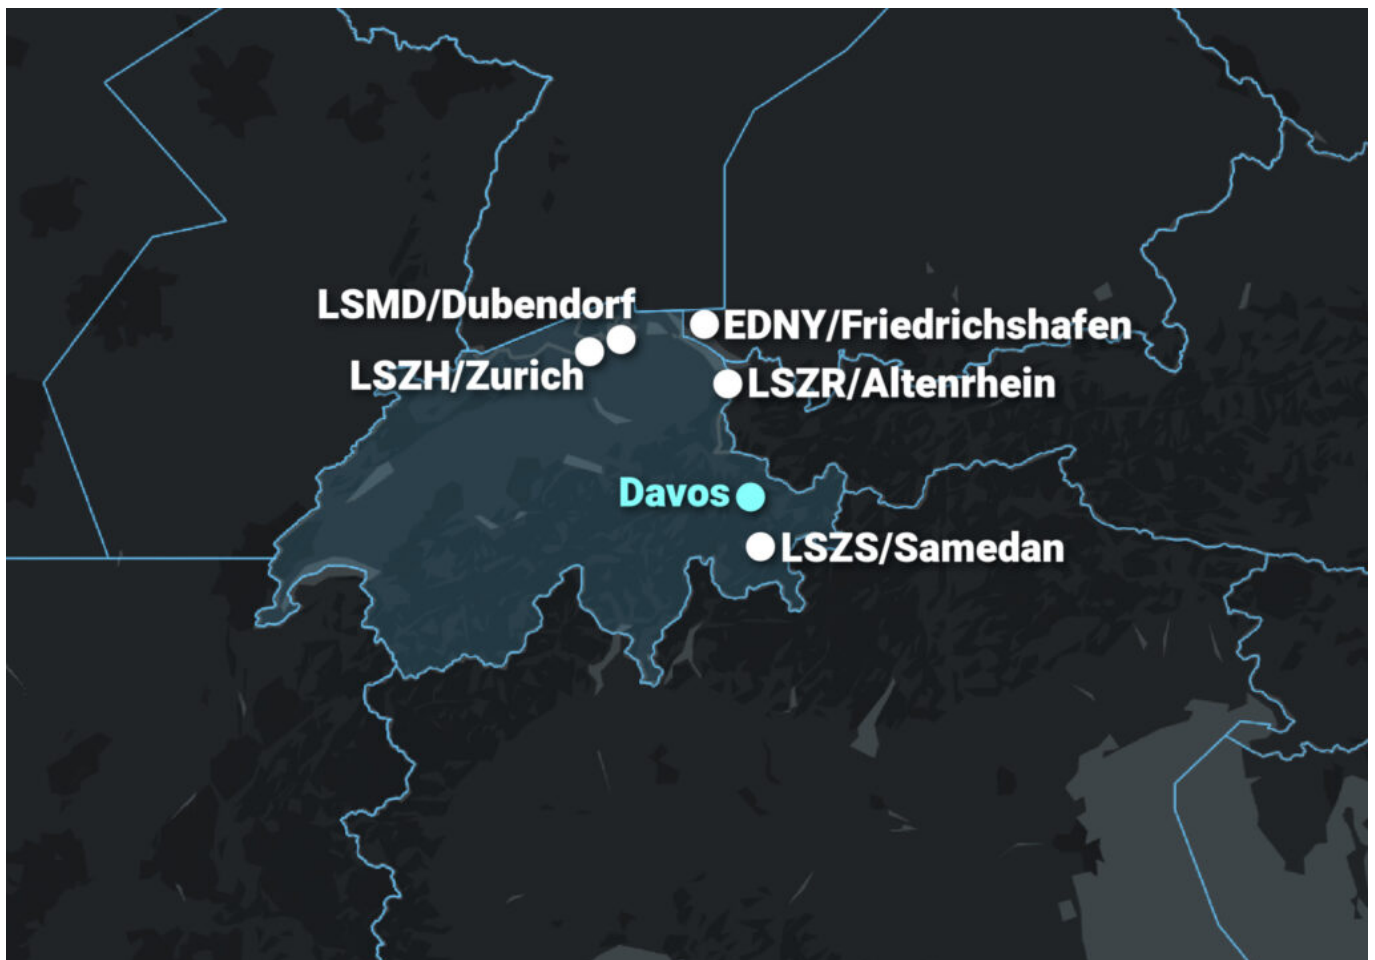 LSMD/Dubendorf
EDNY/Friedrichshafen
LSZH/Zurich
LSZR/Altenrhein
Davos
LSZS/Samedan